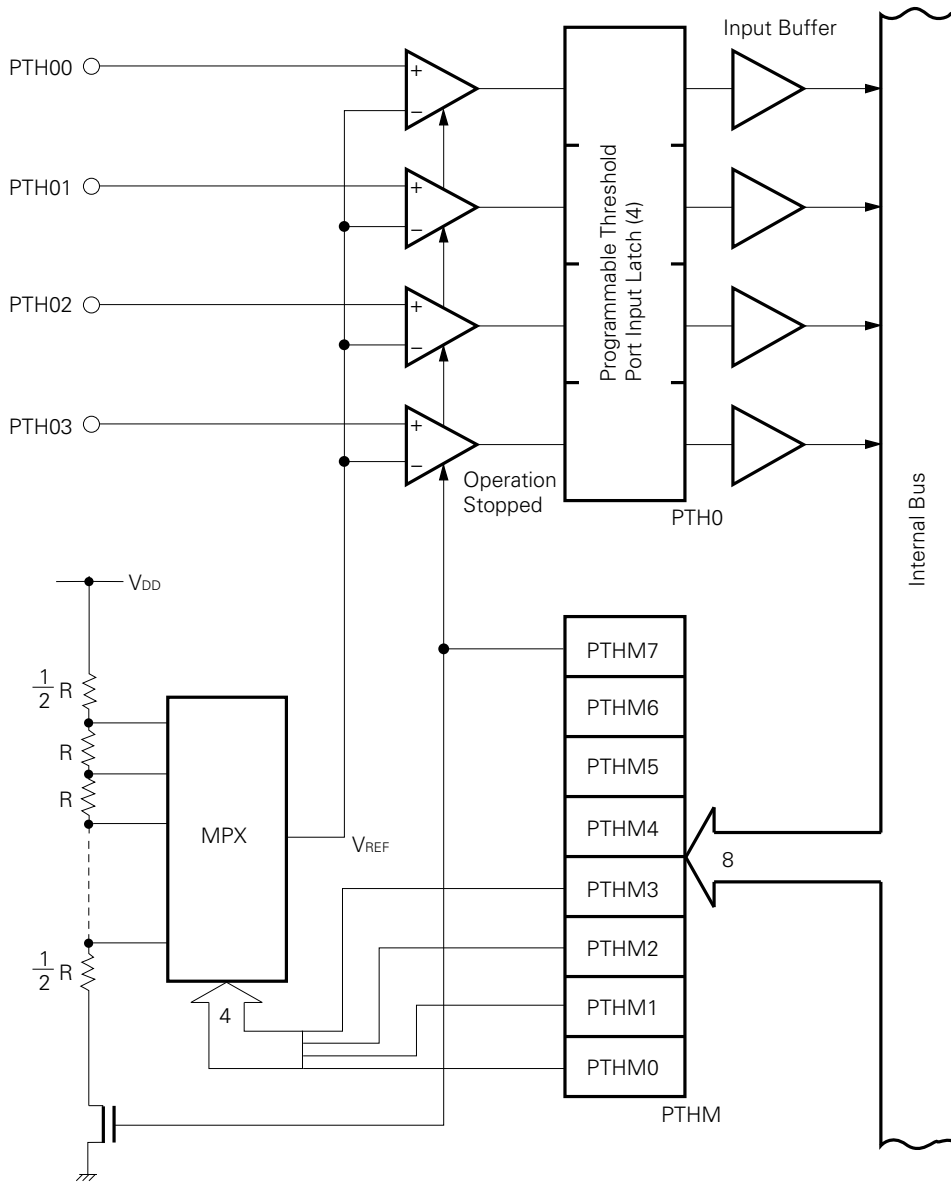 Input Buffer
PTH00
+
−
PTH01
+
−
PTH02
+
−
PTH03
+
−
Programmable Threshold
Port Input Latch (4)
Operation
Stopped
PTH0
Internal Bus
VDD
1/2 R
R
R
1/2 R
MPX
VREF
4
PTHM7
PTHM6
PTHM5
PTHM4
PTHM3
PTHM2
PTHM1
PTHM0
PTHM
8